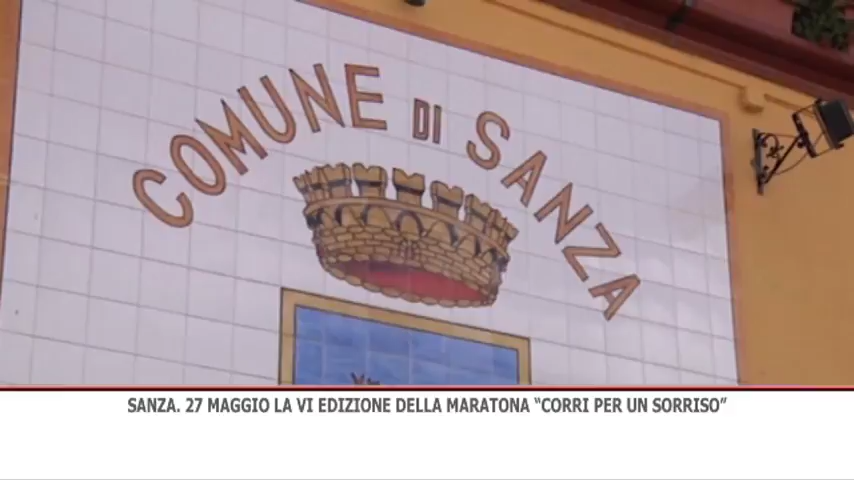 COMUNE DI SANZA
SANZA. 27 MAGGIO LA VI EDIZIONE DELLA MARATONA “CORRI PER UN SORRISO”